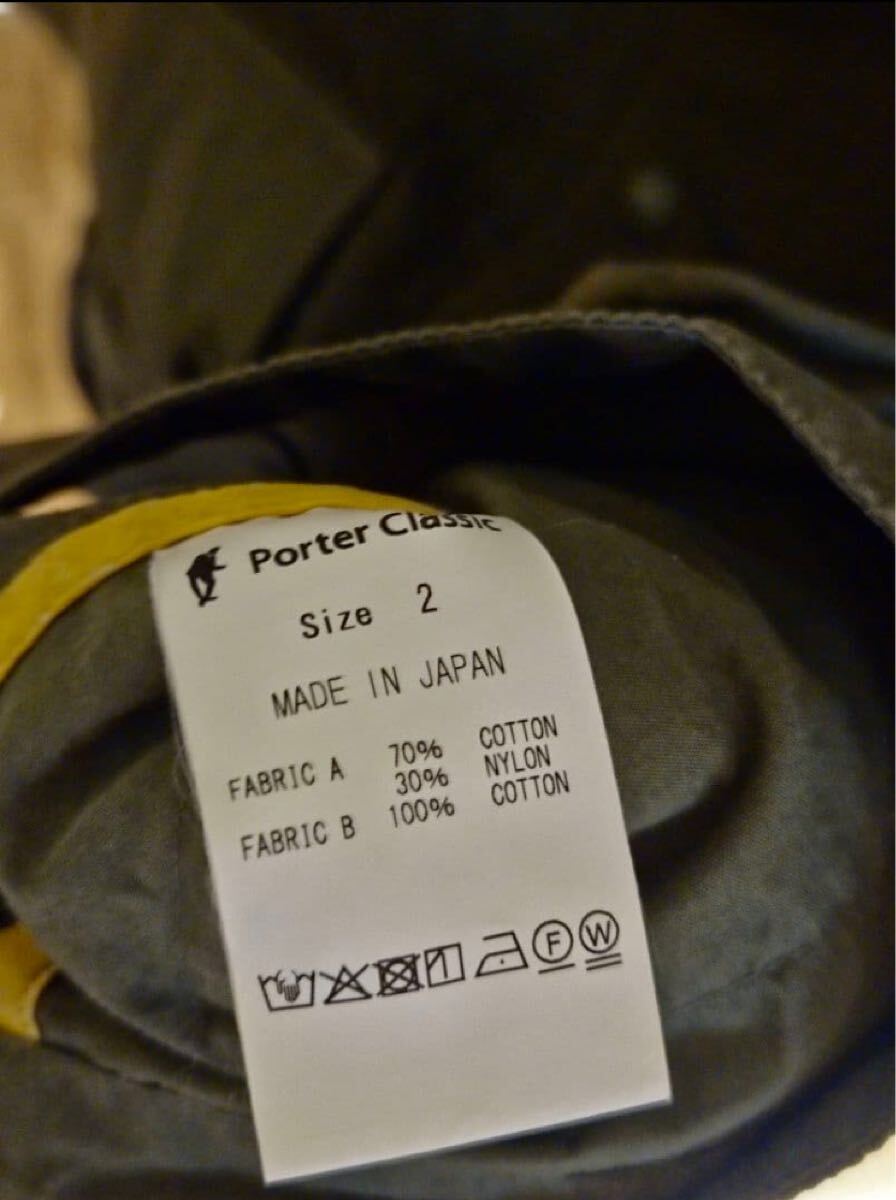 Porter Classic
Size 2
MADE IN JAPAN
FABRIC A 70% COTTON
30% NYLON
FABRIC B 100% COTTON
F W